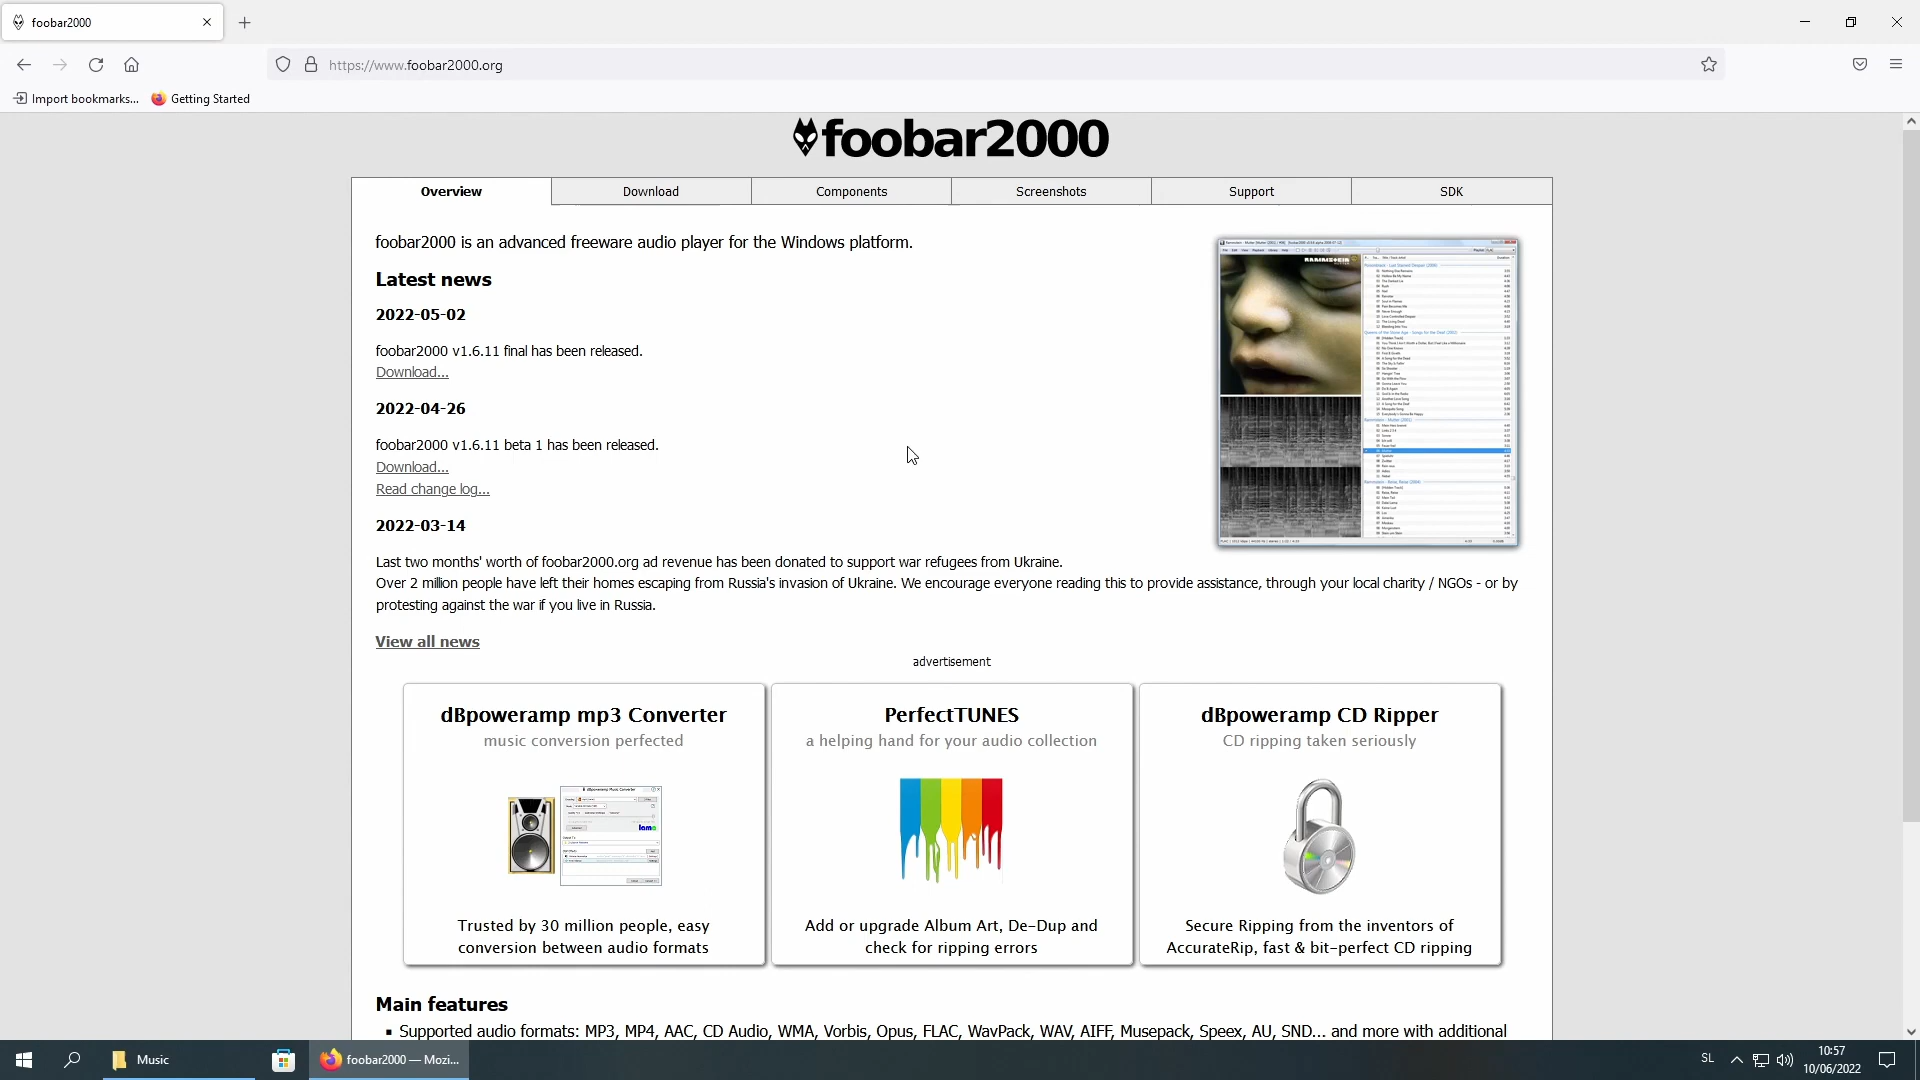 foobar2000
https://www.foobar2000.org
Import bookmarks...
Getting Started
foobar2000
Overview
Download
Components
Screenshots
Support
SDK
foobar2000 is an advanced freeware audio player for the Windows platform.
Latest news
2022-05-02
foobar2000 v1.6.11 final has been released.
Download...
2022-04-26
foobar2000 v1.6.11 beta 1 has been released.
Download...
Read change log...
2022-03-14
Last two months' worth of foobar2000.org ad revenue has been donated to support war refugees from Ukraine.
Over 2 million people have left their homes escaping from Russia's invasion of Ukraine. We encourage everyone reading this to provide assistance, through your local charity / NGOs - or by
protesting against the war if you live in Russia.
View all news
advertisement
dBpoweramp mp3 Converter
music conversion perfected
Trusted by 30 million people, easy
conversion between audio formats
PerfectTUNES
a helping hand for your audio collection
Add or upgrade Album Art, De-Dup and
check for ripping errors
dBpoweramp CD Ripper
CD ripping taken seriously
Secure Ripping from the inventors of
AccurateRip, fast & bit-perfect CD ripping
Main features
Supported audio formats: MP3, MP4, AAC, CD Audio, WMA, Vorbis, Opus, FLAC, WavPack, WAV, AIFF, Musepack, Speex, AU, SND... and more with additional
Music
foobar2000 — Mozi...
SL
10:57
10/06/2022